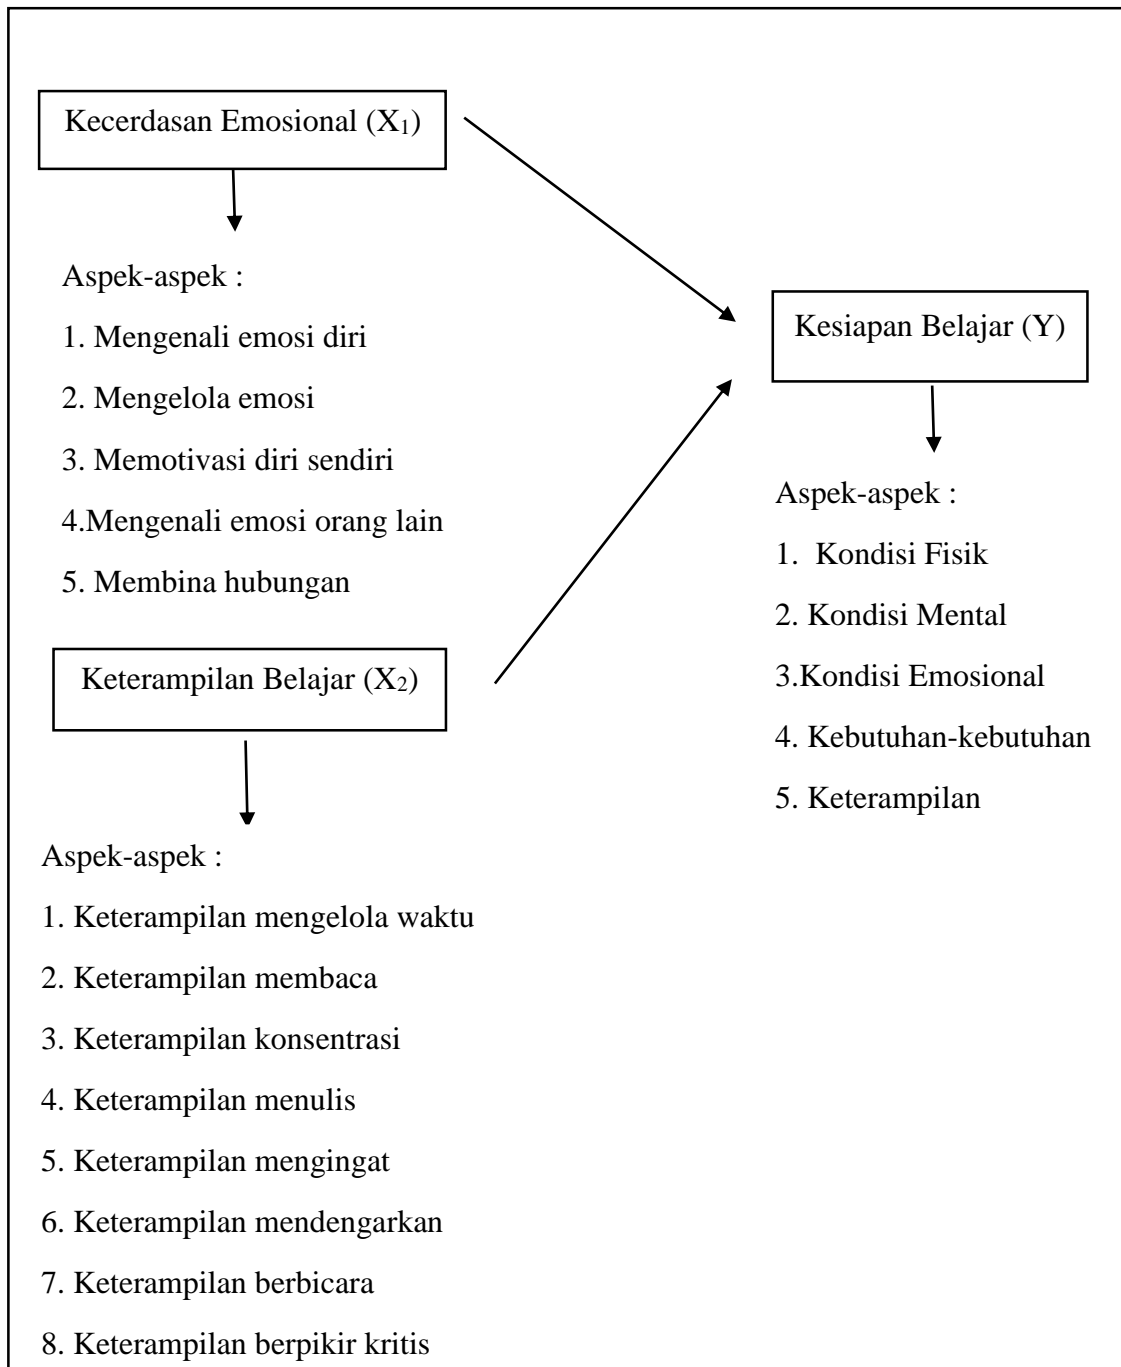 Kecerdasan Emosional (X₁)
Aspek-aspek :
1. Mengenali emosi diri
2. Mengelola emosi
3. Memotivasi diri sendiri
4.Mengenali emosi orang lain
5. Membina hubungan
Keterampilan Belajar (X₂)
Aspek-aspek :
1. Keterampilan mengelola waktu
2. Keterampilan membaca
3. Keterampilan konsentrasi
4. Keterampilan menulis
5. Keterampilan mengingat
6. Keterampilan mendengarkan
7. Keterampilan berbicara
8. Keterampilan berpikir kritis
Kesiapan Belajar (Y)
Aspek-aspek :
1.  Kondisi Fisik
2. Kondisi Mental
3.Kondisi Emosional
4. Kebutuhan-kebutuhan
5. Keterampilan